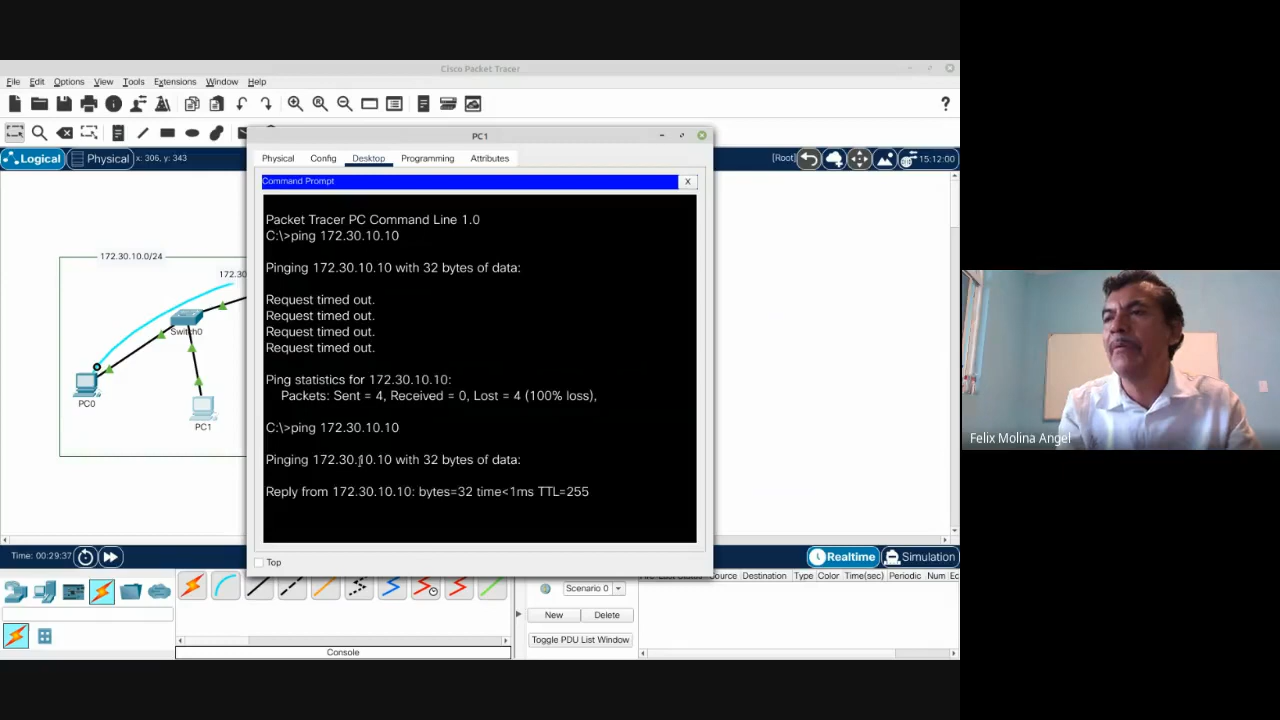 Cisco Packet Tracer
File Edit Options View Tools Extensions Window Help
?
PC1
Logical Physical x: 306, y: 343
[Root] 15:12:00
Physical Config Desktop Programming Attributes
Command Prompt
X
Packet Tracer PC Command Line 1.0
C:\>ping 172.30.10.10
Pinging 172.30.10.10 with 32 bytes of data:
Request timed out.
Request timed out.
Request timed out.
Request timed out.
Ping statistics for 172.30.10.10:
Packets: Sent = 4, Received = 0, Lost = 4 (100% loss),
C:\>ping 172.30.10.10
Pinging 172.30.10.10 with 32 bytes of data:
Reply from 172.30.10.10: bytes=32 time<1ms TTL=255
172.30.10.0/24
172.30
Switch0
PC0
PC1
Felix Molina Angel
Top
Time: 00:29:37
Realtime Simulation
Scenario 0
New Delete
Toggle PDU List Window
Source Destination Type Color Time(sec) Periodic Num
Console